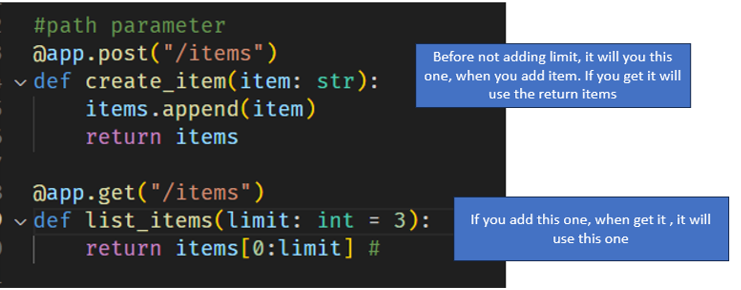 #path parameter
@app.post("/items")
def create_item(item: str):
    items.append(item)
    return items
@app.get("/items")
def list_items(limit: int = 3):
    return items[0:limit] #
Before not adding limit, it will you this
one, when you add item. If you get it will
use the return items
If you add this one, when get it , it will
use this one